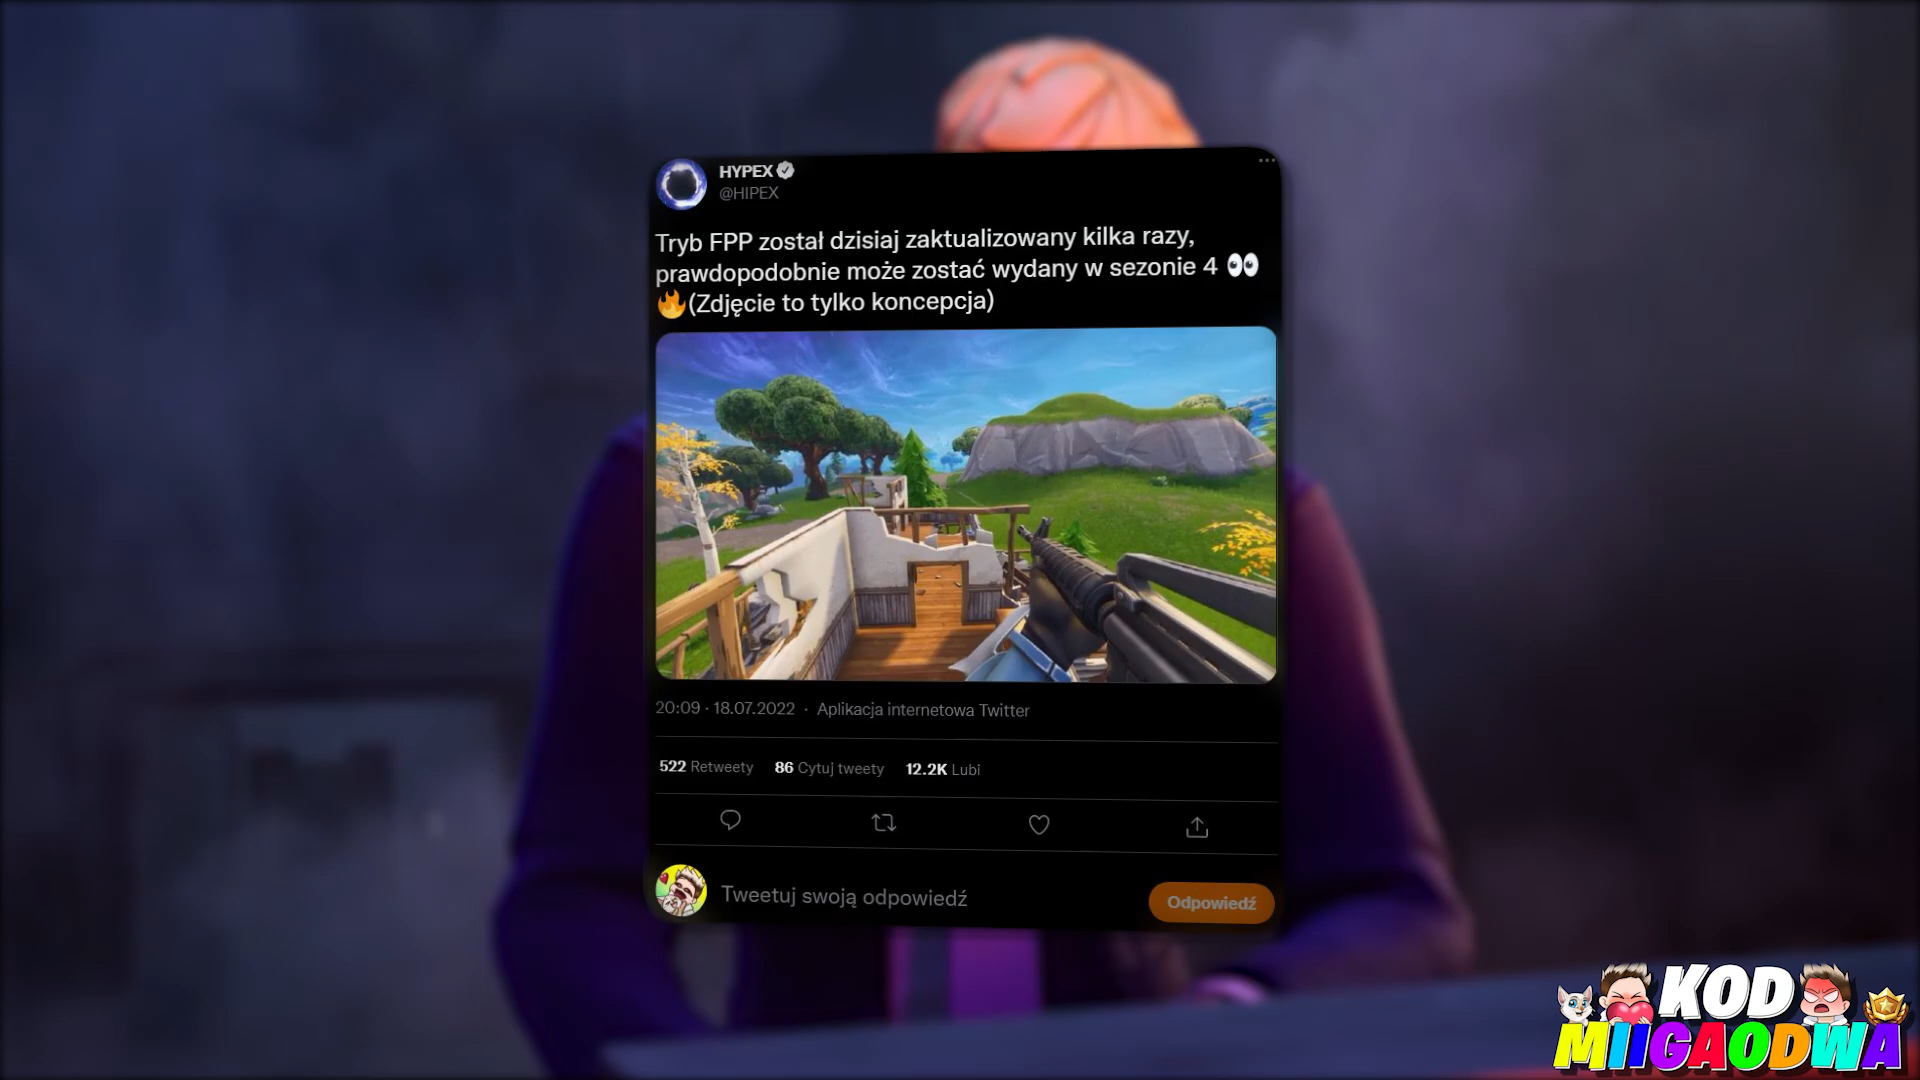 HYPEX
@HIPEX
Tryb FPP został dzisiaj zaktualizowany kilka razy,
prawdopodobnie może zostać wydany w sezonie 4 👀
🔥(Zdjęcie to tylko koncepcja)
20:09 · 18.07.2022 · Aplikacja internetowa Twitter
522 Retweety 86 Cytuj tweety 12.2K Lubi
Tweetuj swoją odpowiedź
Odpowiedź
KOD
MIIGAODWA